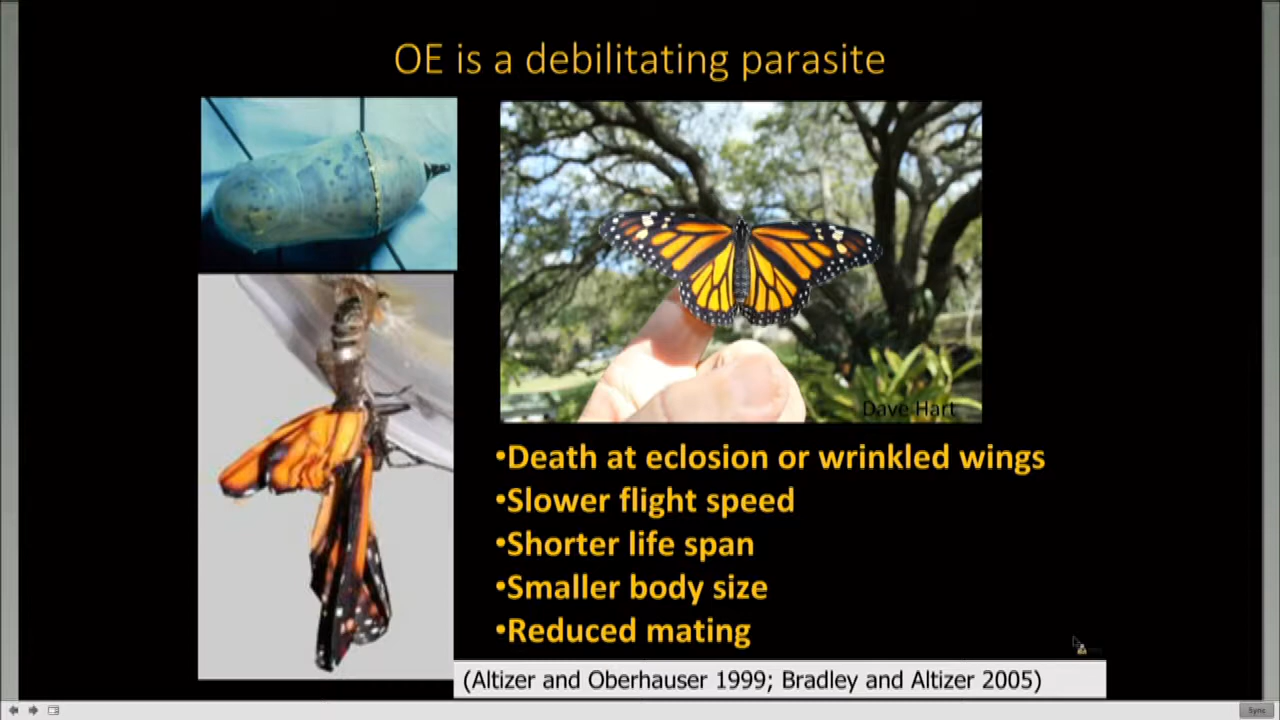 OE is a debilitating parasite
Dave Hart
•Death at eclosion or wrinkled wings
•Slower flight speed
•Shorter life span
•Smaller body size
•Reduced mating
(Altizer and Oberhauser 1999; Bradley and Altizer 2005)
Sync